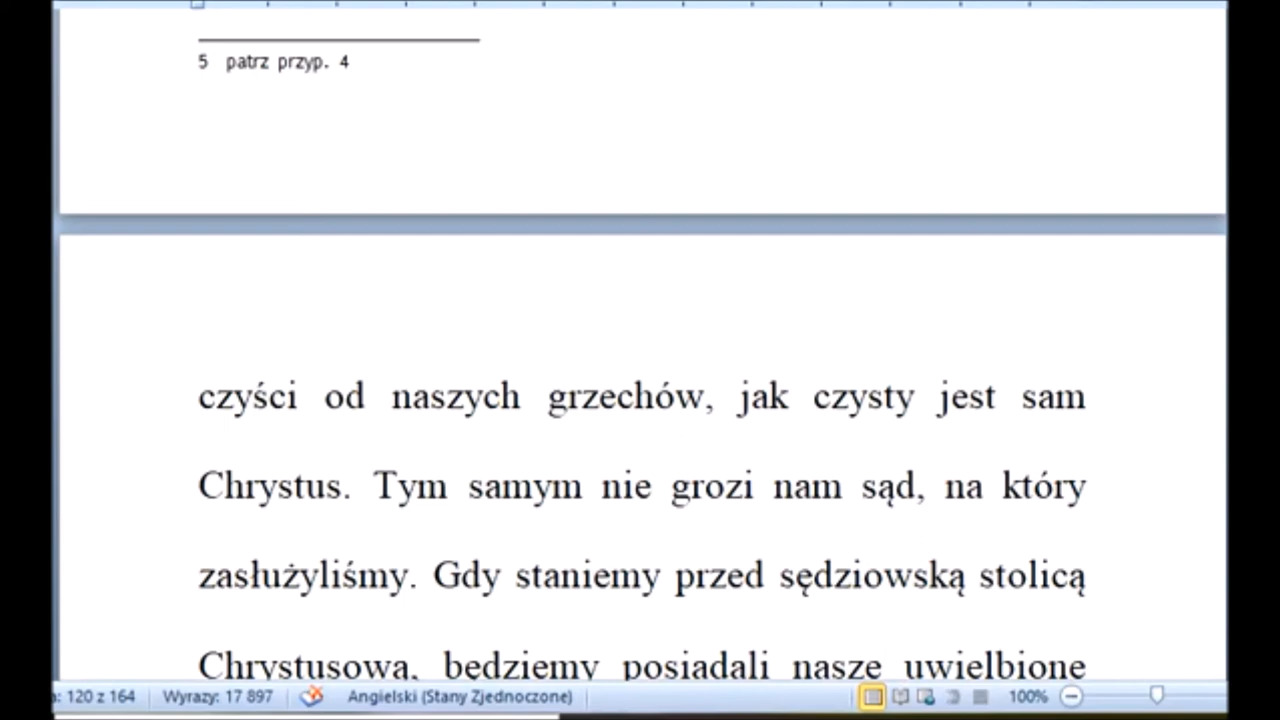 5 patrz przyp. 4
czyści od naszych grzechów, jak czysty jest sam
Chrystus. Tym samym nie grozi nam sąd, na który
zasłużyliśmy. Gdy staniemy przed sędziowską stolicą
Chrystusową, będziemy posiadali nasze uwielbione
: 120 z 164 Wyrazy: 17 897 Angielski (Stany Zjednoczone) 100%